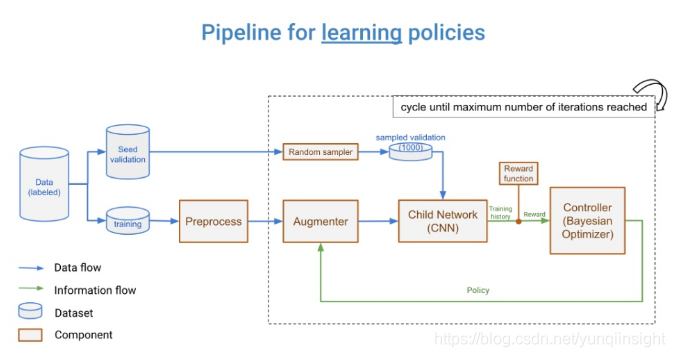 Pipeline for learning policies
cycle until maximum number of iterations reached
Seed
validation
Random sampler
sampled validation
(1000)
Reward
function
Data
(labeled)
training
Preprocess
Augmenter
Child Network
(CNN)
Training
history
Reward
Controller
(Bayesian
Optimizer)
Policy
Data flow
Information flow
Dataset
Component
https://blog.csdn.net/yunqiinsight